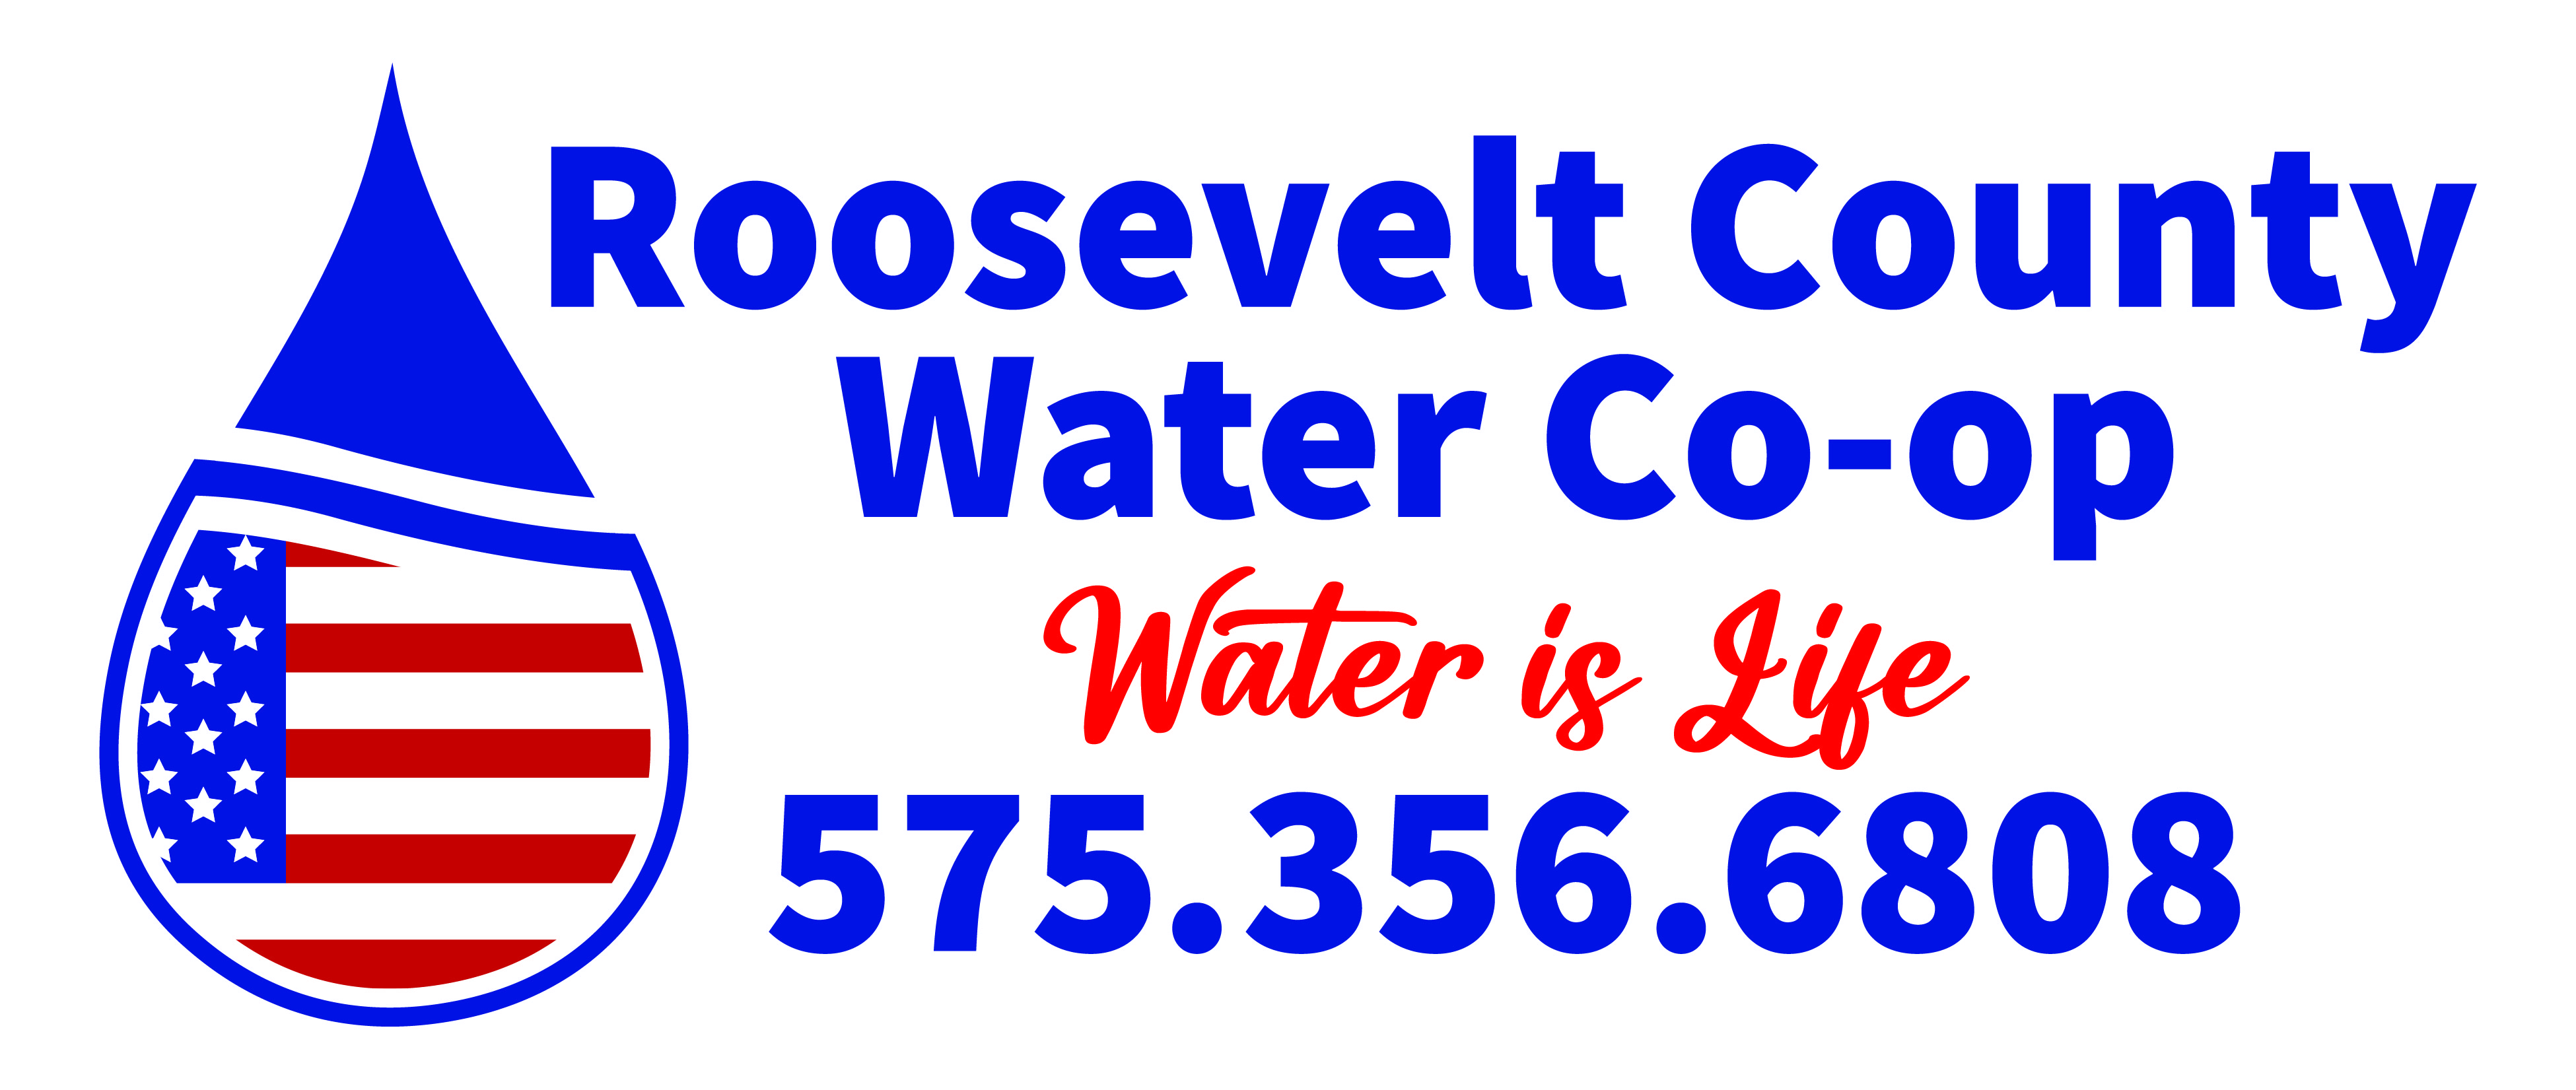 Roosevelt County
Water Co-op
Water is Life
575.356.6808